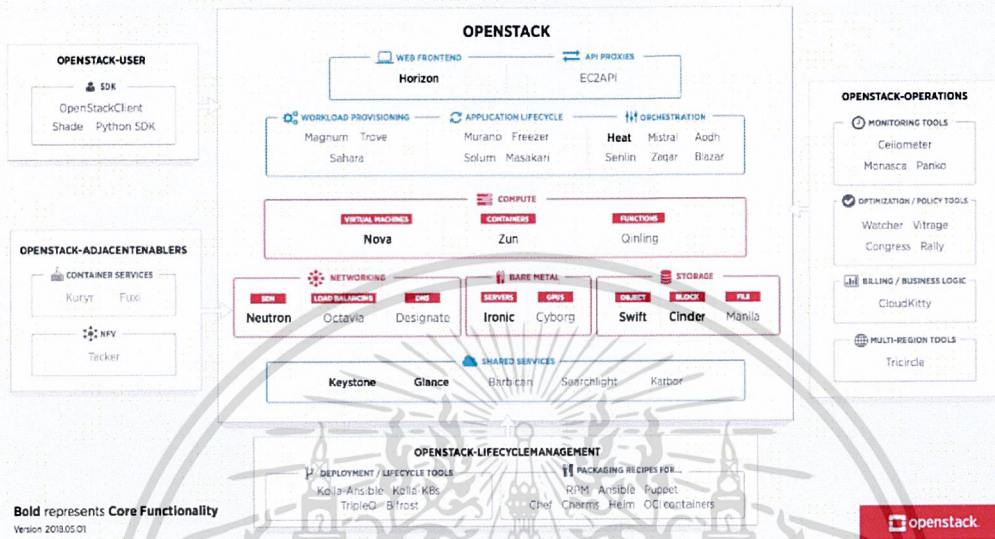 OPENSTACK
WEB FRONTEND
Horizon
API PROXIES
EC2API
WORKLOAD PROVISIONING
Magnum Trove
Sahara
APPLICATION LIFECYCLE
Murano Freezer
Solum Masakari
ORCHESTRATION
Heat Mistral Aodh
Senlin Zaqar Blazar
COMPUTE
VIRTUAL MACHINES
Nova
CONTAINERS
Zun
FUNCTIONS
Qinling
NETWORKING
SDN
Neutron
LOAD BALANCING
Octavia
DNS
Designate
BARE METAL
SERVERS
Ironic
GPUS
Cyborg
STORAGE
OBJECT
Swift
BLOCK
Cinder
FILE
Manila
SHARED SERVICES
Keystone Glance Barbican Searchlight Karbor
OPENSTACK-USER
SDK
OpenStackClient
Shade Python SDK
OPENSTACK-ADJACENTENABLERS
CONTAINER SERVICES
Kuryr Fuxi
NFV
Tacker
OPENSTACK-OPERATIONS
MONITORING TOOLS
Ceilometer
Monasca Panko
OPTIMIZATION / POLICY TOOLS
Watcher Vitrage
Congress Rally
BILLING / BUSINESS LOGIC
CloudKitty
MULTI-REGION TOOLS
Tricircle
OPENSTACK-LIFECYCLEMANAGEMENT
DEPLOYMENT / LIFECYCLE TOOLS
Kolla-Ansible Kolla-K8s
TripleO Bifrost
PACKAGING RECIPES FOR...
RPM Ansible Puppet
Chef Charms Helm OCI containers
Bold represents Core Functionality
Version 2018.05.01
openstack.